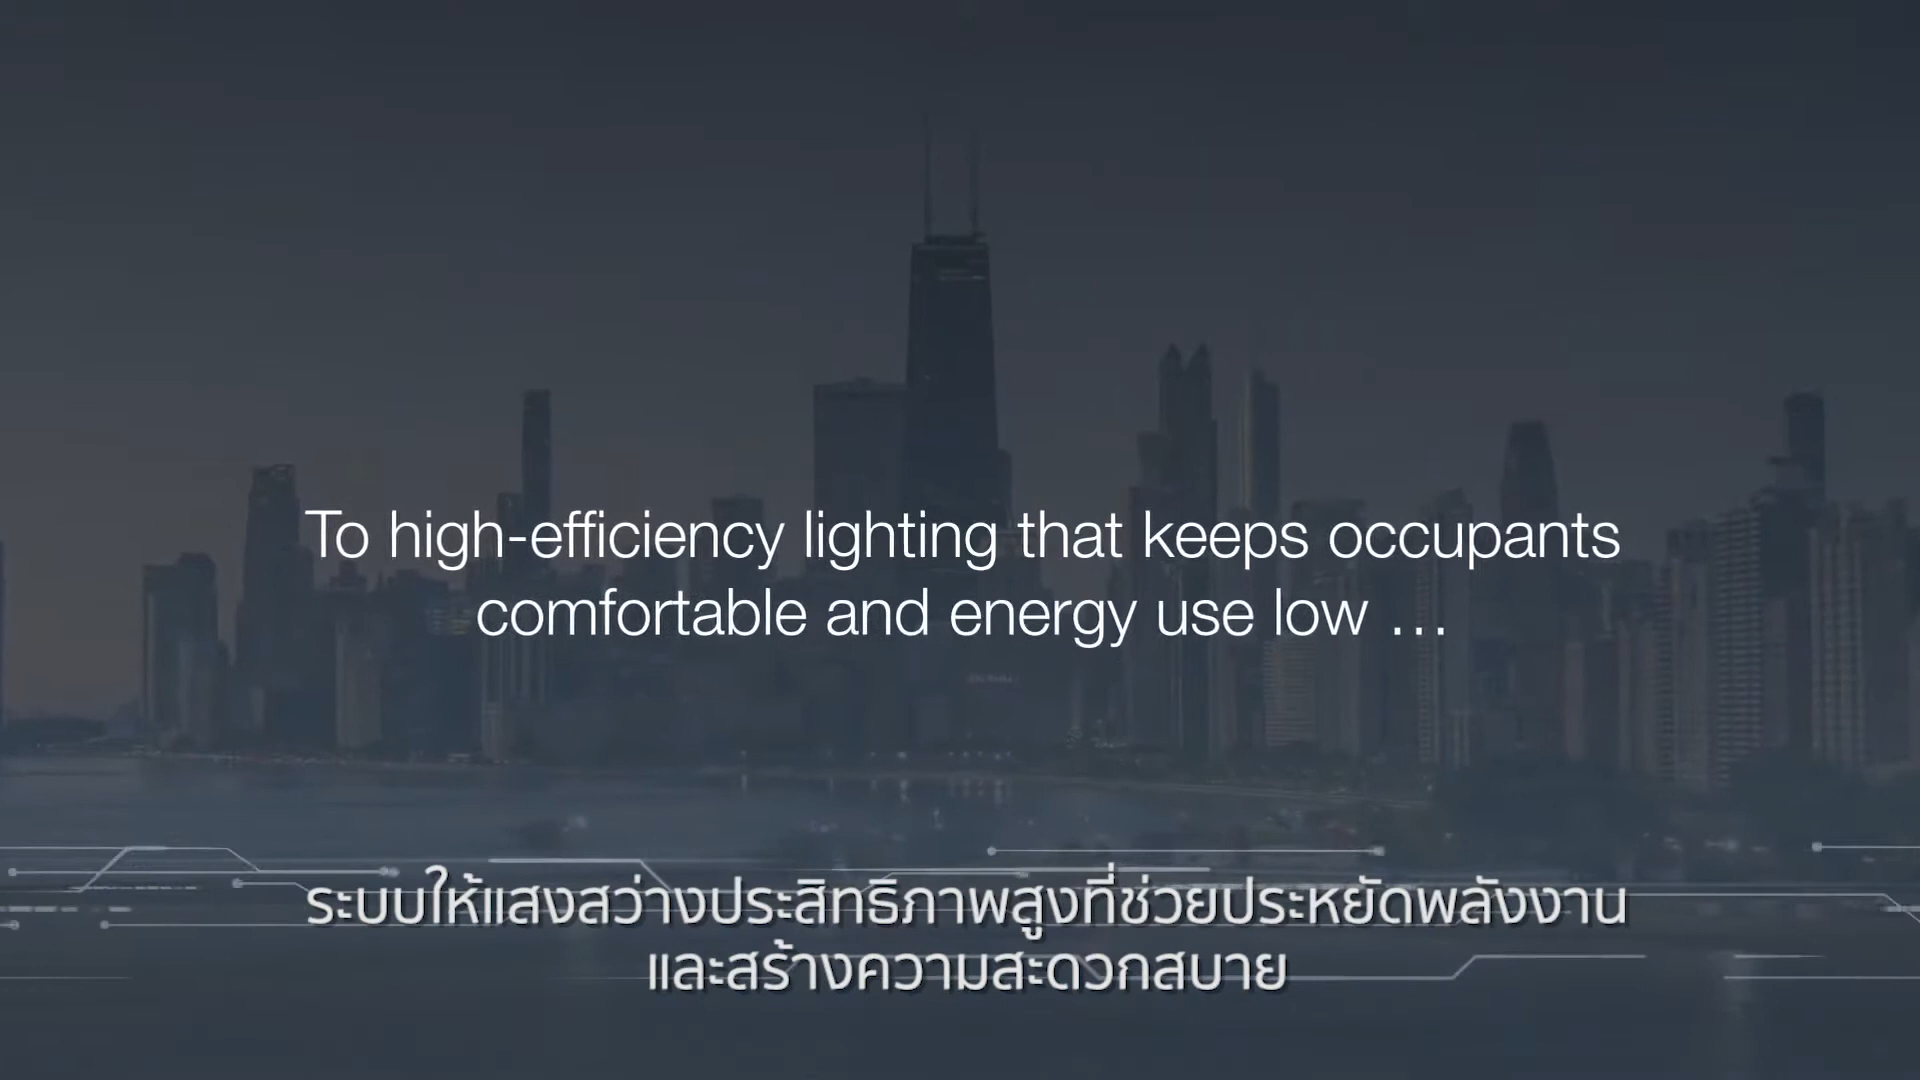 To high-efficiency lighting that keeps occupants
comfortable and energy use low …
ระบบให้แสงสว่างประสิทธิภาพสูงที่ช่วยประหยัดพลังงาน
และสร้างความสะดวกสบาย